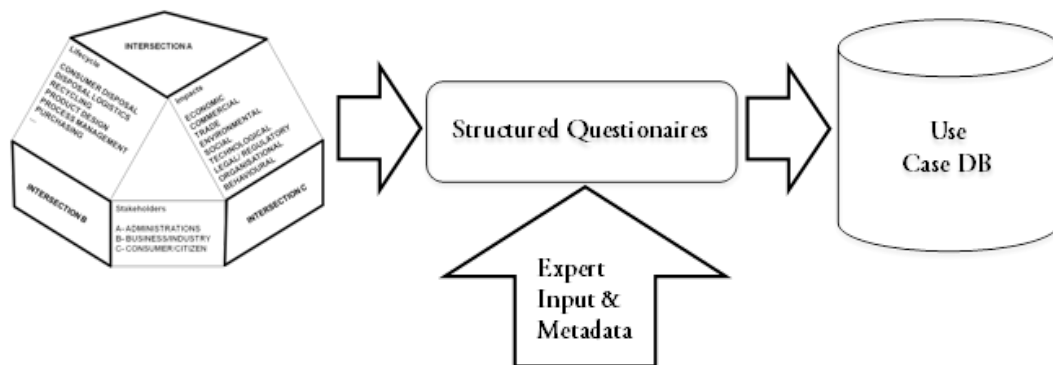 INTERSECTION A
Lifecycle
CONSUMER DISPOSAL
DISPOSAL LOGISTICS
RECYCLING
PRODUCT DESIGN
PROCESS MANAGEMENT
PURCHASING
...
Impacts
ECONOMIC
COMMERCIAL
TRADE
ENVIRONMENTAL
SOCIAL
TECHNOLOGICAL
LEGAL/ REGULATORY
ORGANISATIONAL
BEHAVIOURAL
INTERSECTION B
Stakeholders
A- ADMINISTRATIONS
B- BUSINESS/INDUSTRY
C- CONSUMER/CITIZEN
INTERSECTION C
Structured Questionaires
Expert
Input &
Metadata
Use
Case DB